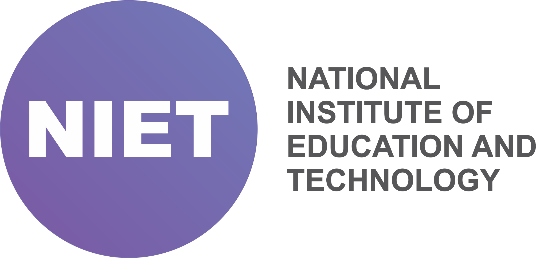 NIET
NATIONAL
INSTITUTE OF
EDUCATION AND
TECHNOLOGY